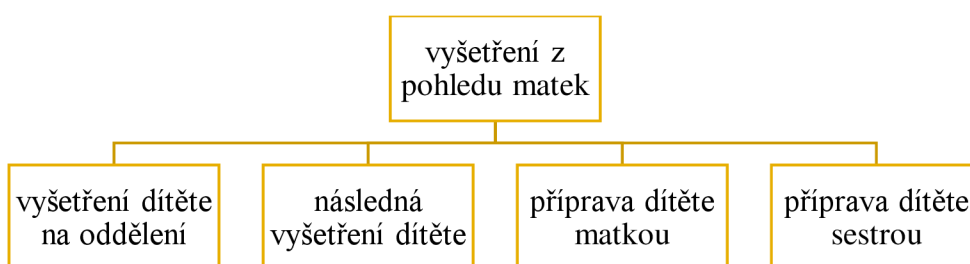 vyšetření z
pohledu matek
vyšetření dítěte
na oddělení
následná
vyšetření dítěte
příprava dítěte
matkou
příprava dítěte
sestrou